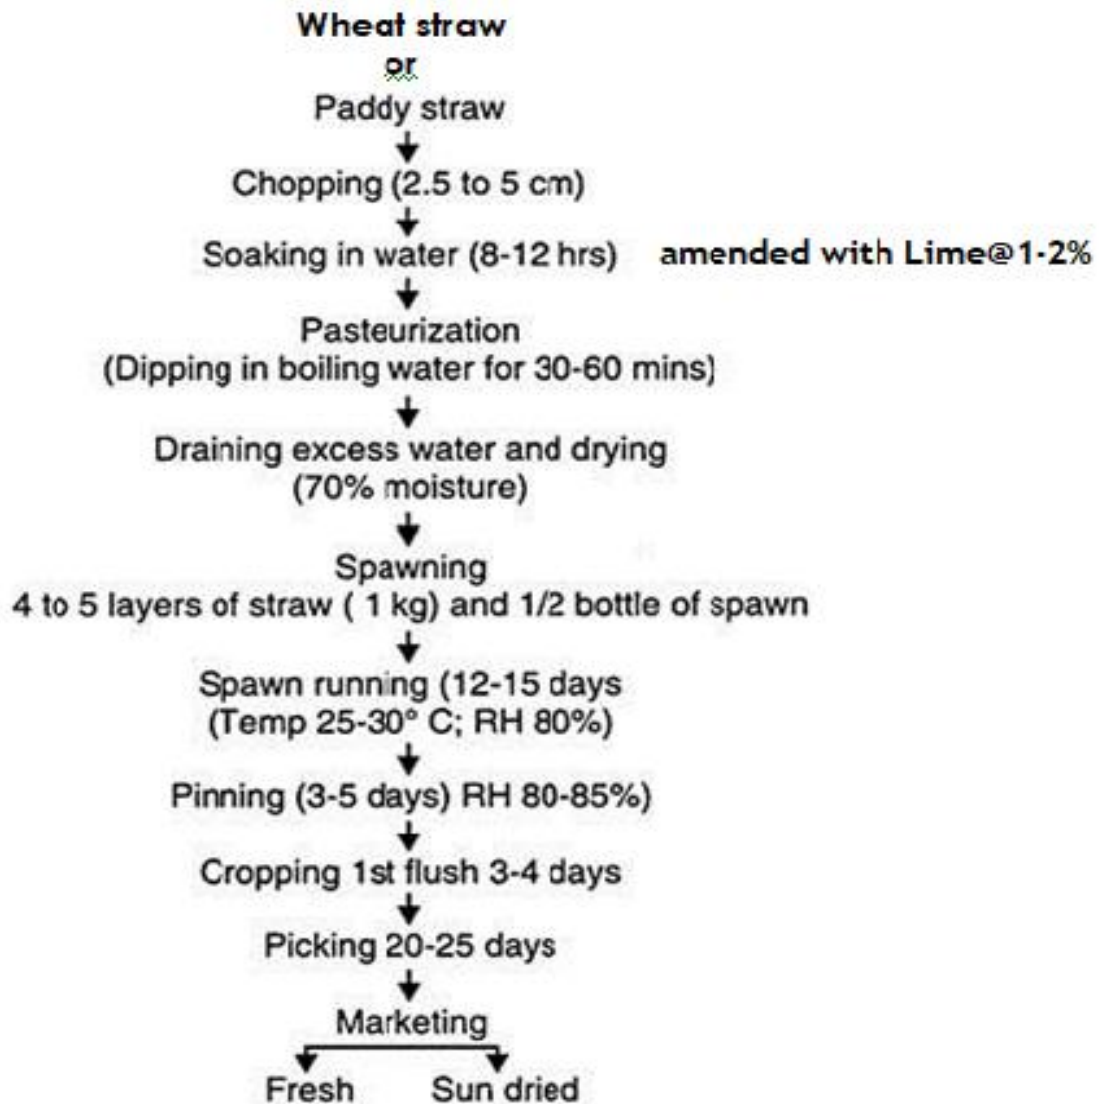 Wheat straw
or
Paddy straw
Chopping (2.5 to 5 cm)
Soaking in water (8-12 hrs) amended with Lime@1-2%
Pasteurization
(Dipping in boiling water for 30-60 mins)
Draining excess water and drying
(70% moisture)
Spawning
4 to 5 layers of straw ( 1 kg) and 1/2 bottle of spawn
Spawn running (12-15 days
(Temp 25-30° C; RH 80%)
Pinning (3-5 days) RH 80-85%)
Cropping 1st flush 3-4 days
Picking 20-25 days
Marketing
Fresh Sun dried